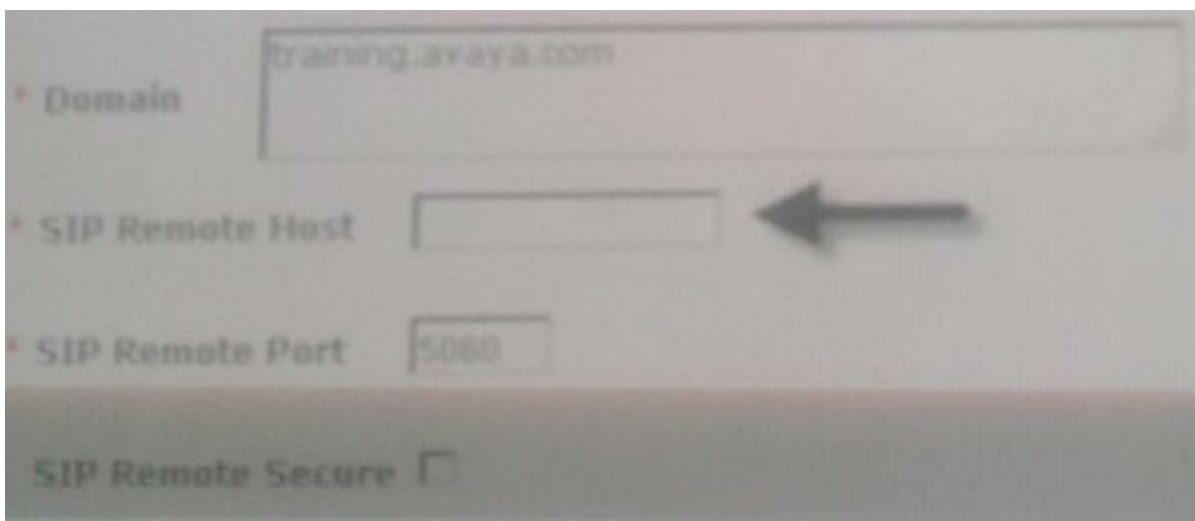 training.avaya.com
* Domain
* SIP Remote Host
* SIP Remote Port 5060
SIP Remote Secure